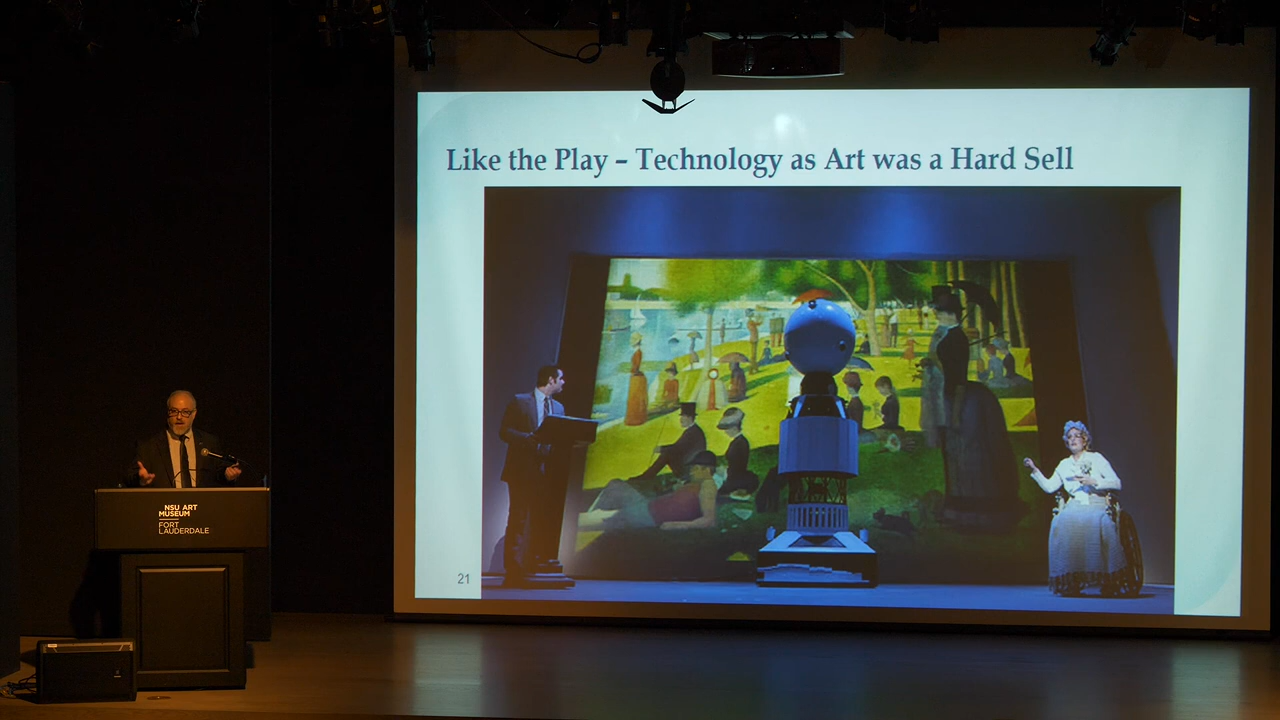 Like the Play – Technology as Art was a Hard Sell
21
NSU ART
MUSEUM
FORT
LAUDERDALE